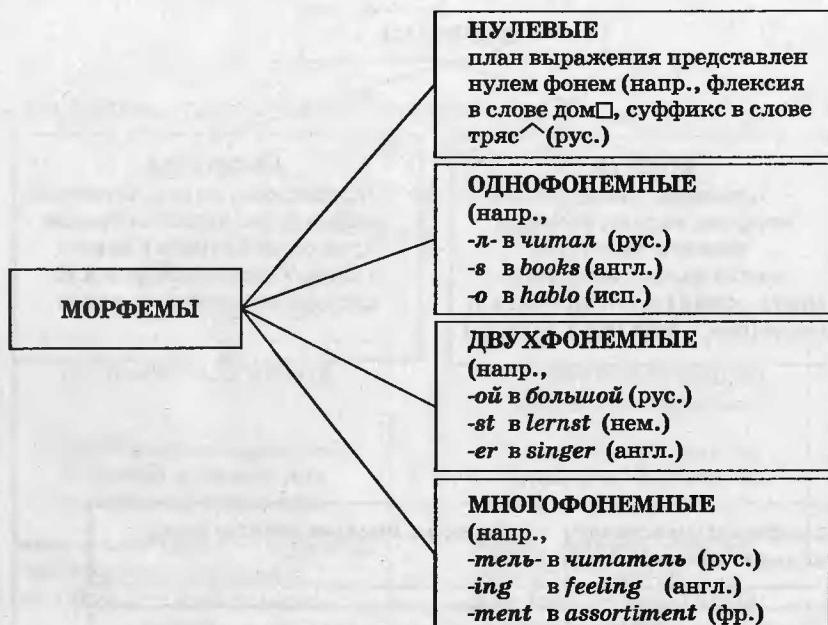 МОРФЕМЫ
НУЛЕВЫЕ
план выражения представлен
нулем фонем (напр., флексия
в слове дом□, суффикс в слове
тряс^(рус.)
ОДНОФОНЕМНЫЕ
(напр.,
-л- в читал (рус.)
-s в books (англ.)
-о в hablo (исп.)
ДВУХФОНЕМНЫЕ
(напр.,
-ой в большой (рус.)
-st в lernst (нем.)
-er в singer (англ.)
МНОГОФОНЕМНЫЕ
(напр.,
-тель- в читатель (рус.)
-ing в feeling (англ.)
-ment в assortiment (фр.)